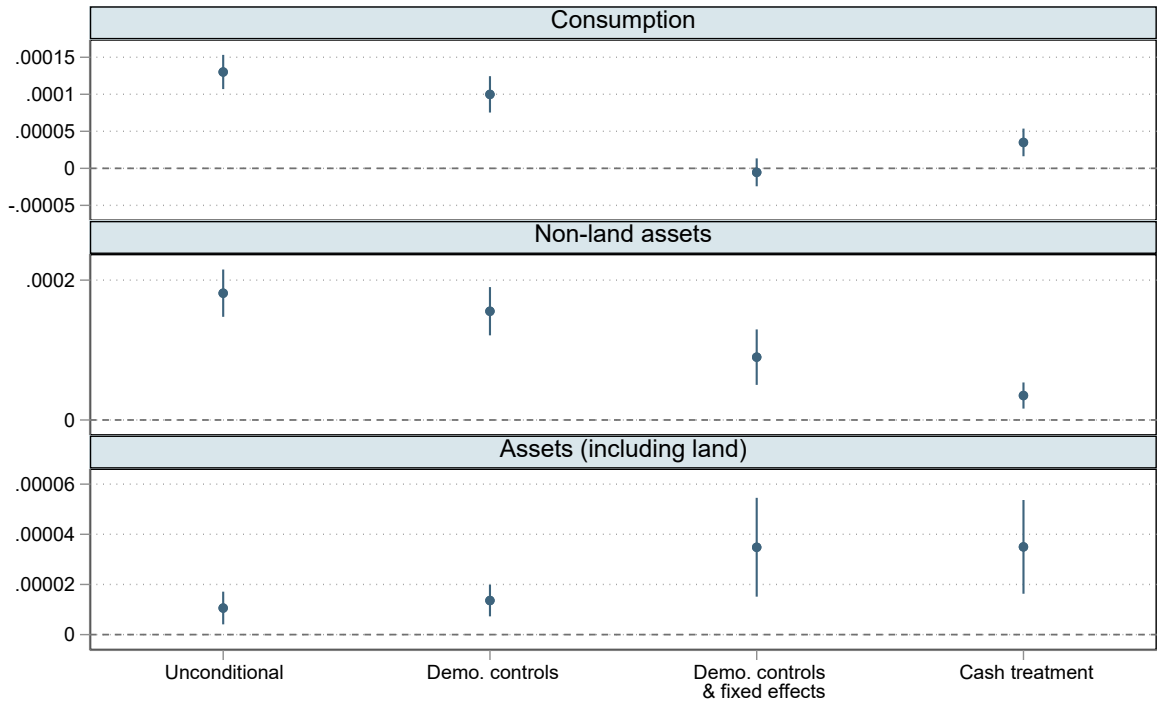 Consumption
.00015
.0001
.00005
0
-.00005
Non-land assets
.0002
0
Assets (including land)
.00006
.00004
.00002
0
Unconditional
Demo. controls
Demo. controls
& fixed effects
Cash treatment